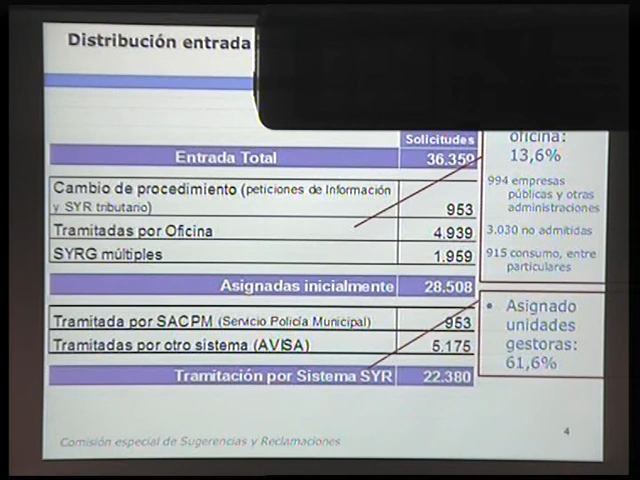 Distribución entrada
Solicitudes
Entrada Total 36.359
Cambio de procedimiento (peticiones de Información
y SYR tributario) 953
Tramitadas por Oficina 4.939
SYRG múltiples 1.959
Asignadas inicialmente 28.508
Tramitada por SACPM (Servicio Policía Municipal) 953
Tramitadas por otro sistema (AVISA) 5.175
Tramitación por Sistema SYR 22.380
oficina:
13,6%
994 empresas
públicas y otras
administraciones
3.030 no admitidas
915 consumo, entre
particulares
• Asignado
unidades
gestoras:
61,6%
Comisión especial de Sugerencias y Reclamaciones
4